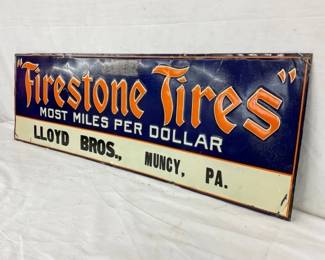 "Firestone Tires"
MOST MILES PER DOLLAR
LLOYD BROS., MUNCY, PA.